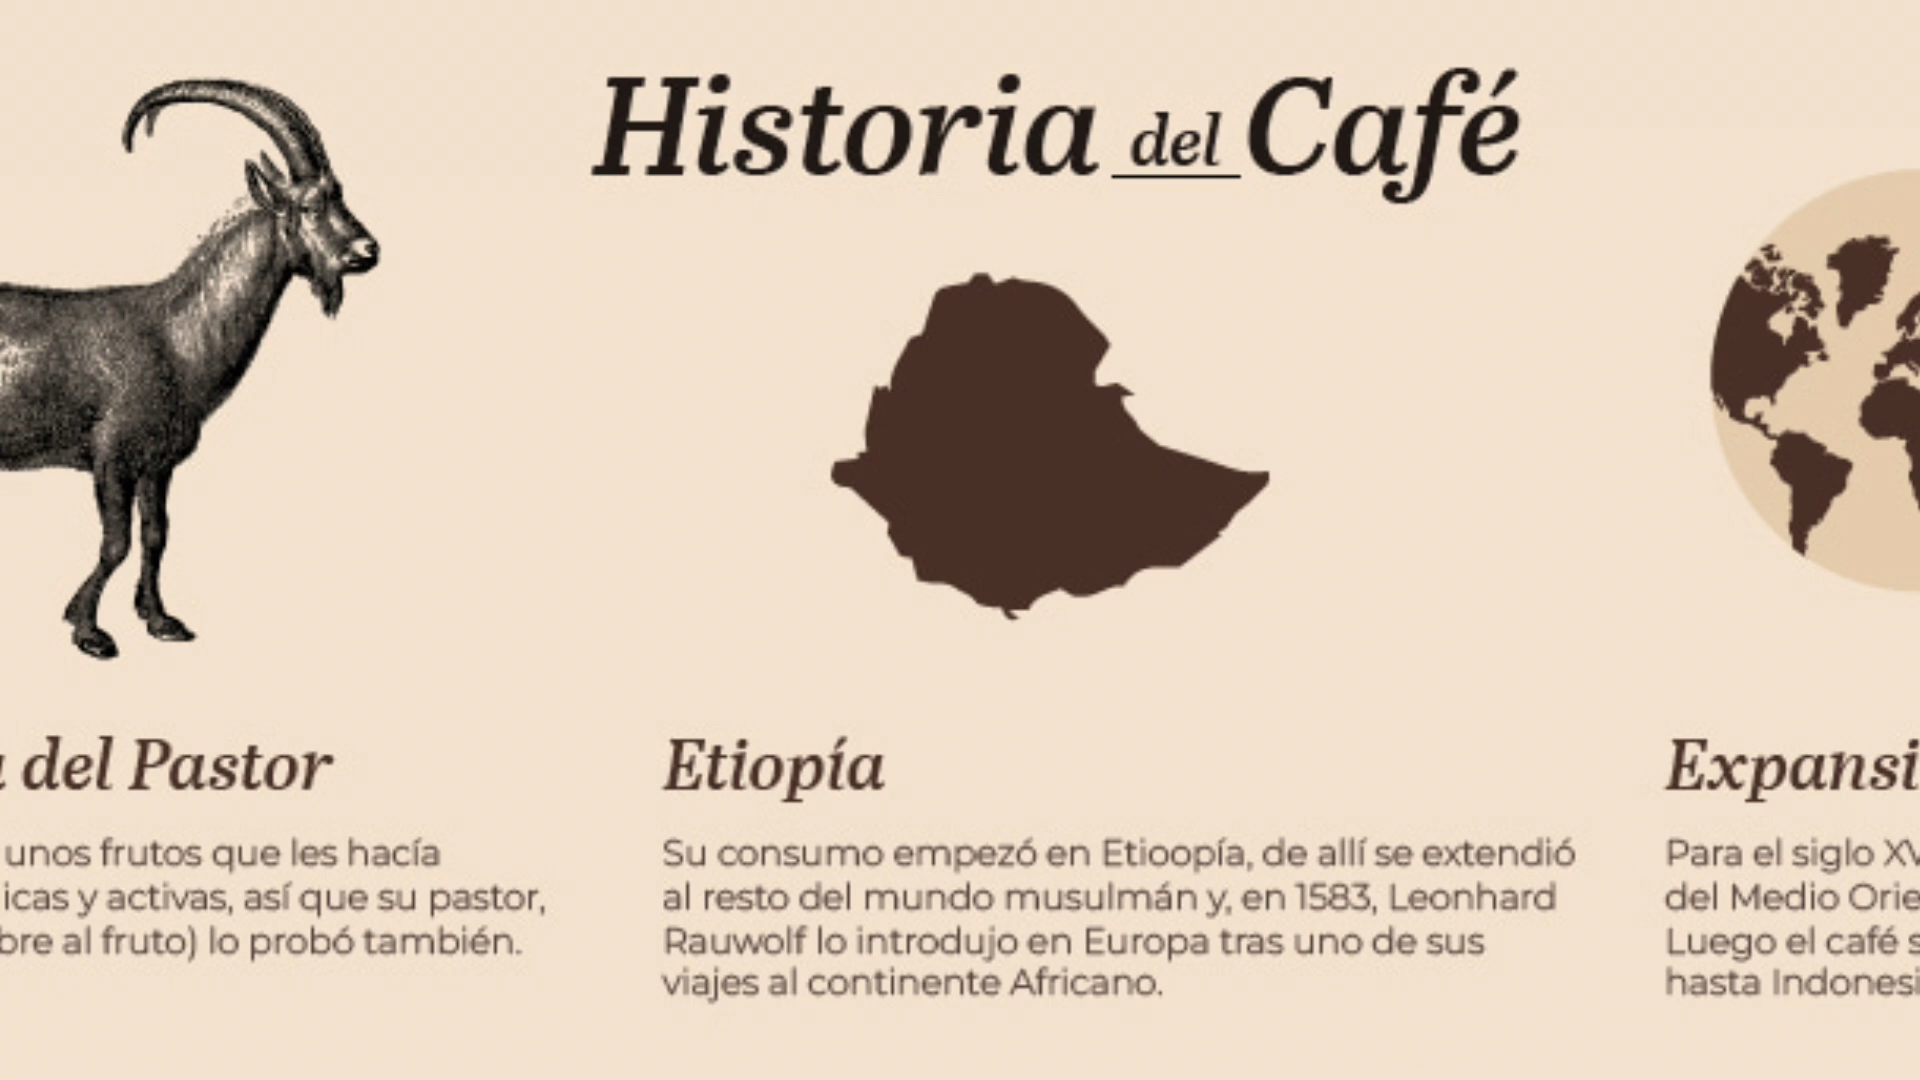 Historia del Café
del Pastor
unos frutos que les hacía
icas y activas, así que su pastor,
bre al fruto) lo probó también.
Etiopía
Su consumo empezó en Etioopía, de allí se extendió
al resto del mundo musulmán y, en 1583, Leonhard
Rauwolf lo introdujo en Europa tras uno de sus
viajes al continente Africano.
Expansi
Para el siglo XV
del Medio Orie
Luego el café s
hasta Indonesi